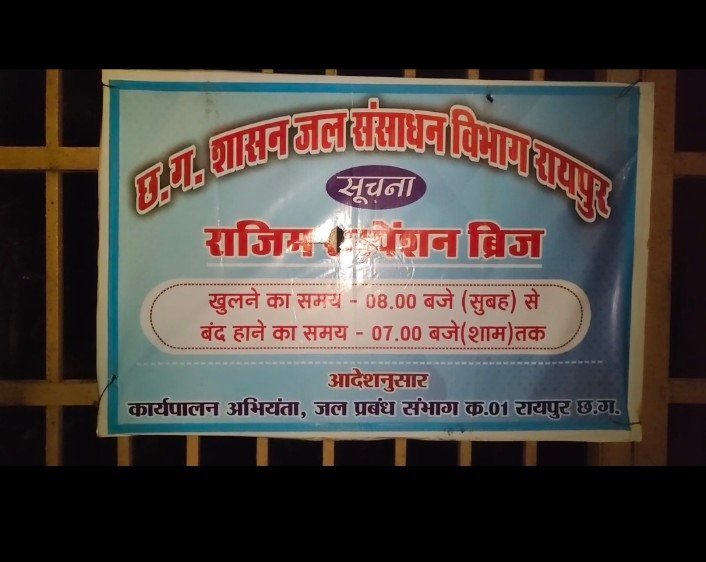 छ.ग. शासन जल संसाधन विभाग रायपुर
सूचना
राजिम ब्रिज
खुलने का समय - 08.00 बजे (सुबह) से
बंद हाने का समय - 07.00 बजे(शाम)तक
आदेशनुसार
कार्यपालन अभियंता, जल प्रबंध संभाग क.01 रायपुर छ.ग.